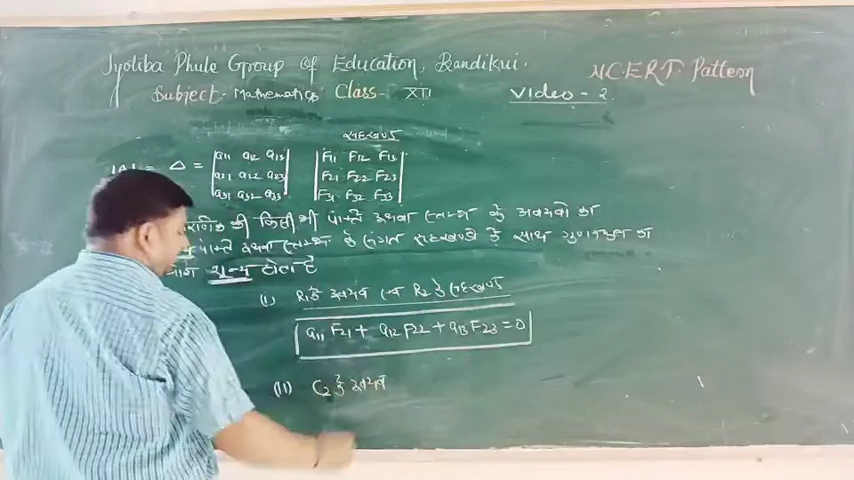 Jyotiba Phule Group of Education, Bandikui.
NCERT Pattern
Subject - Mathematics Class - XII
Video - 2
सहखण्ड
Δ = | a11 a12 a13 | | F11 F12 F13 |
| a21 a22 a23 | | F21 F22 F23 |
| a31 a32 a33 | | F31 F32 F33 |
की किसी भी पंक्ति अथवा स्तम्भ के अवयवों का
पंक्ति अथवा स्तम्भ के संगत सहखण्डों के साथ गुणनफल का
योग शून्य होता है
(I) R1 के अवयव एवं R2 के सहखण्ड
a11 F21 + a12 F22 + a13 F23 = 0
(II) C2 के अवयव